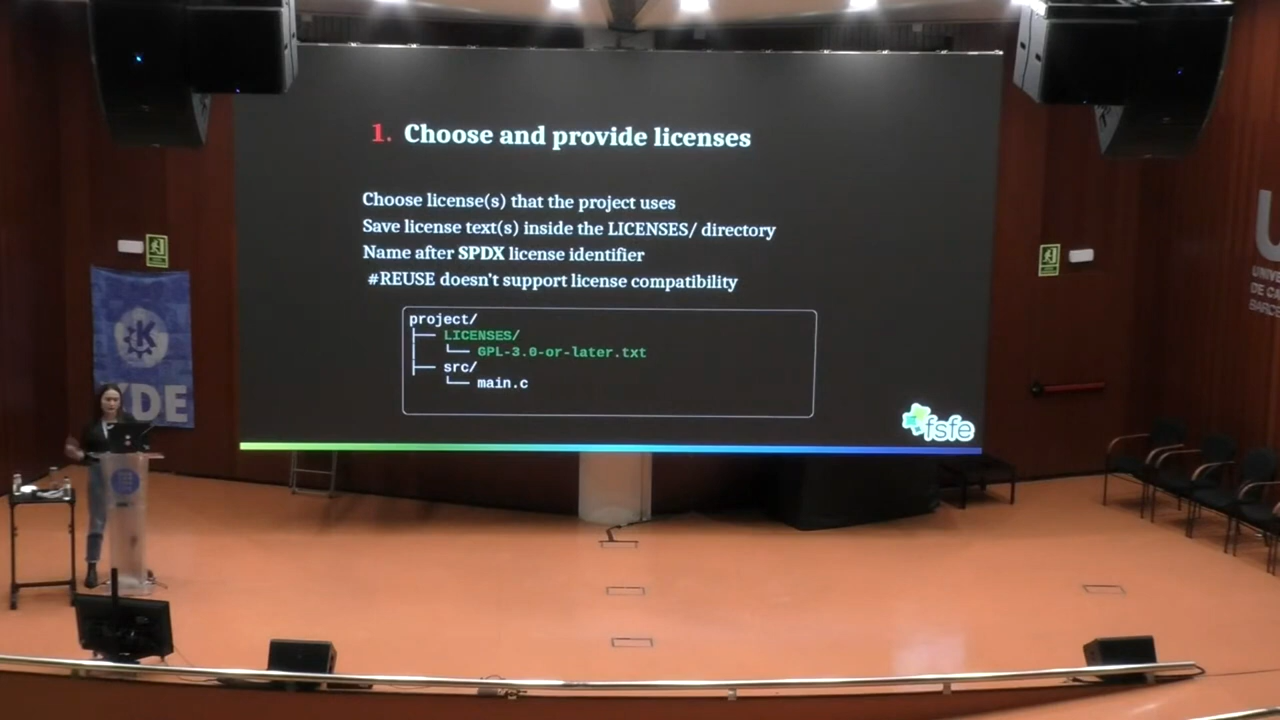 1. Choose and provide licenses
Choose license(s) that the project uses
Save license text(s) inside the LICENSES/ directory
Name after SPDX license identifier
#REUSE doesn't support license compatibility
project/
├── LICENSES/
│   └── GPL-3.0-or-later.txt
├── src/
    └── main.c
fsfe
K
KDE
U